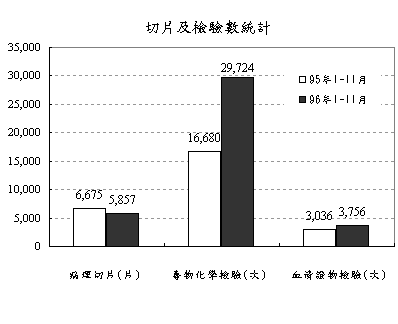 切片及檢驗數統計
35,000
30,000
25,000
20,000
15,000
10,000
5,000
0
95年1-11月
96年1-11月
6,675
5,857
16,680
29,724
3,036
3,756
病理切片(片)
毒物化學檢驗(次)
血清證物檢驗(次)